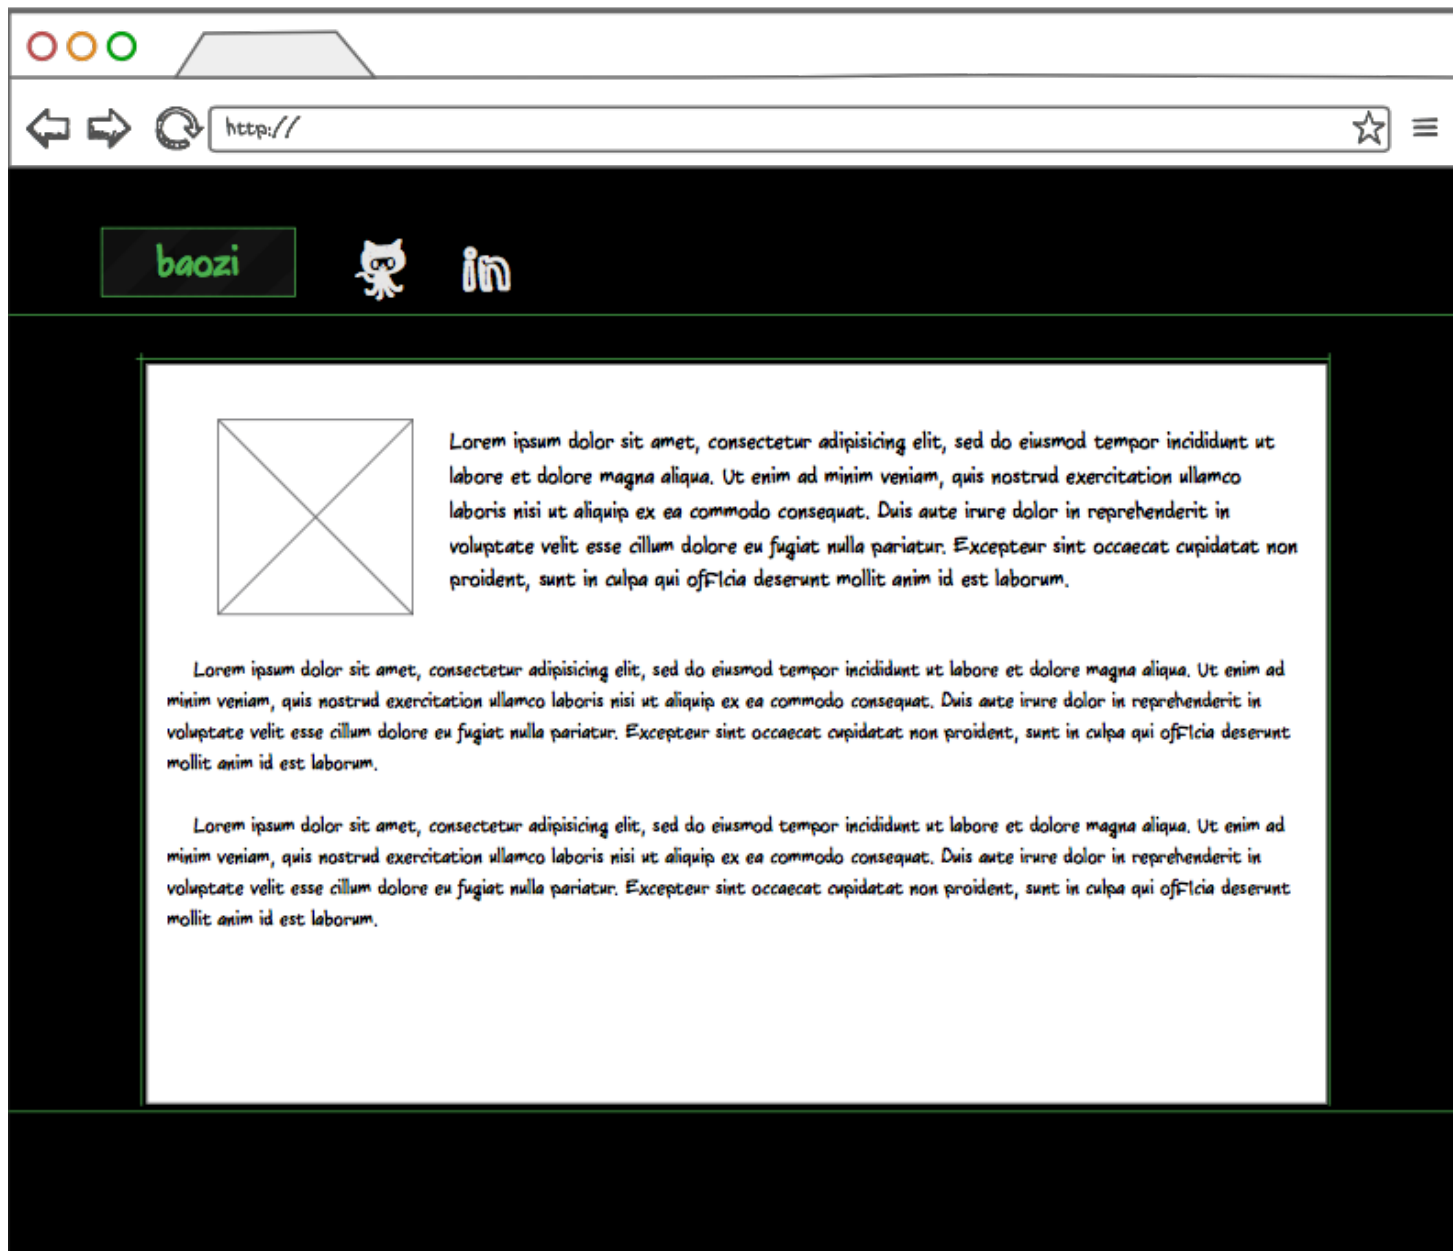 http://
baozi
in
Lorem ipsum dolor sit amet, consectetur adipisicing elit, sed do eiusmod tempor incididunt ut
labore et dolore magna aliqua. Ut enim ad minim veniam, quis nostrud exercitation ullamco
laboris nisi ut aliquip ex ea commodo consequat. Duis aute irure dolor in reprehenderit in
voluptate velit esse cillum dolore eu fugiat nulla pariatur. Excepteur sint occaecat cupidatat non
proident, sunt in culpa qui officia deserunt mollit anim id est laborum.
Lorem ipsum dolor sit amet, consectetur adipisicing elit, sed do eiusmod tempor incididunt ut labore et dolore magna aliqua. Ut enim ad
minim veniam, quis nostrud exercitation ullamco laboris nisi ut aliquip ex ea commodo consequat. Duis aute irure dolor in reprehenderit in
voluptate velit esse cillum dolore eu fugiat nulla pariatur. Excepteur sint occaecat cupidatat non proident, sunt in culpa qui officia deserunt
mollit anim id est laborum.
Lorem ipsum dolor sit amet, consectetur adipisicing elit, sed do eiusmod tempor incididunt ut labore et dolore magna aliqua. Ut enim ad
minim veniam, quis nostrud exercitation ullamco laboris nisi ut aliquip ex ea commodo consequat. Duis aute irure dolor in reprehenderit in
voluptate velit esse cillum dolore eu fugiat nulla pariatur. Excepteur sint occaecat cupidatat non proident, sunt in culpa qui officia deserunt
mollit anim id est laborum.